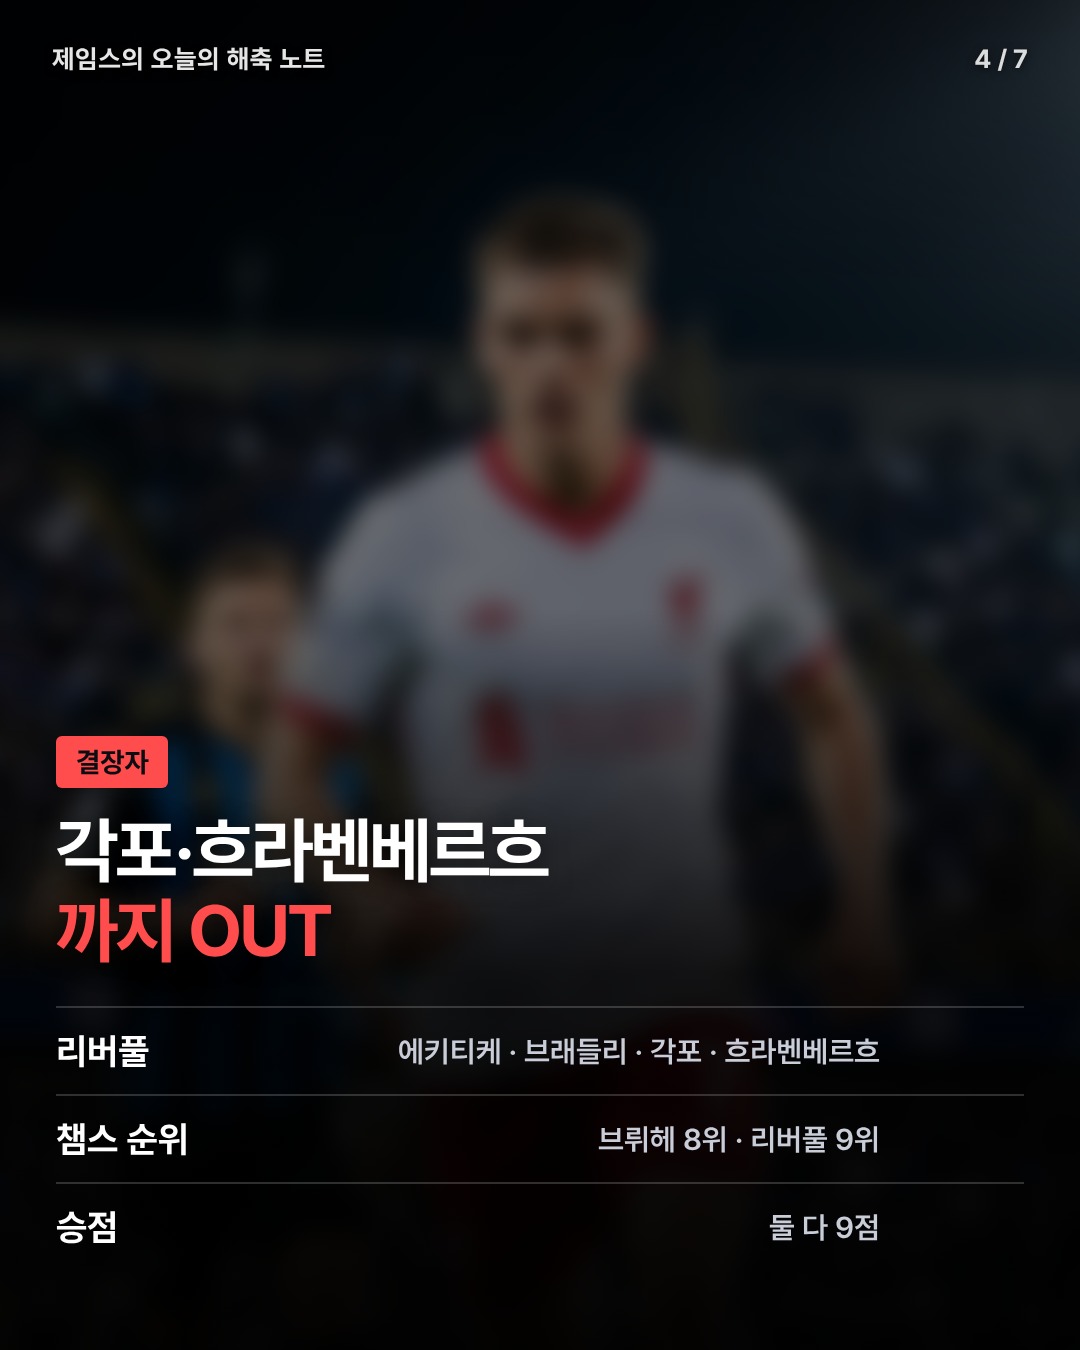 제임스의 오늘의 해축 노트
4 / 7
결장자
각포·흐라벤베르흐
까지 OUT
리버풀 에키티케 · 브래들리 · 각포 · 흐라벤베르흐
챔스 순위 브뤼헤 8위 · 리버풀 9위
승점 둘 다 9점